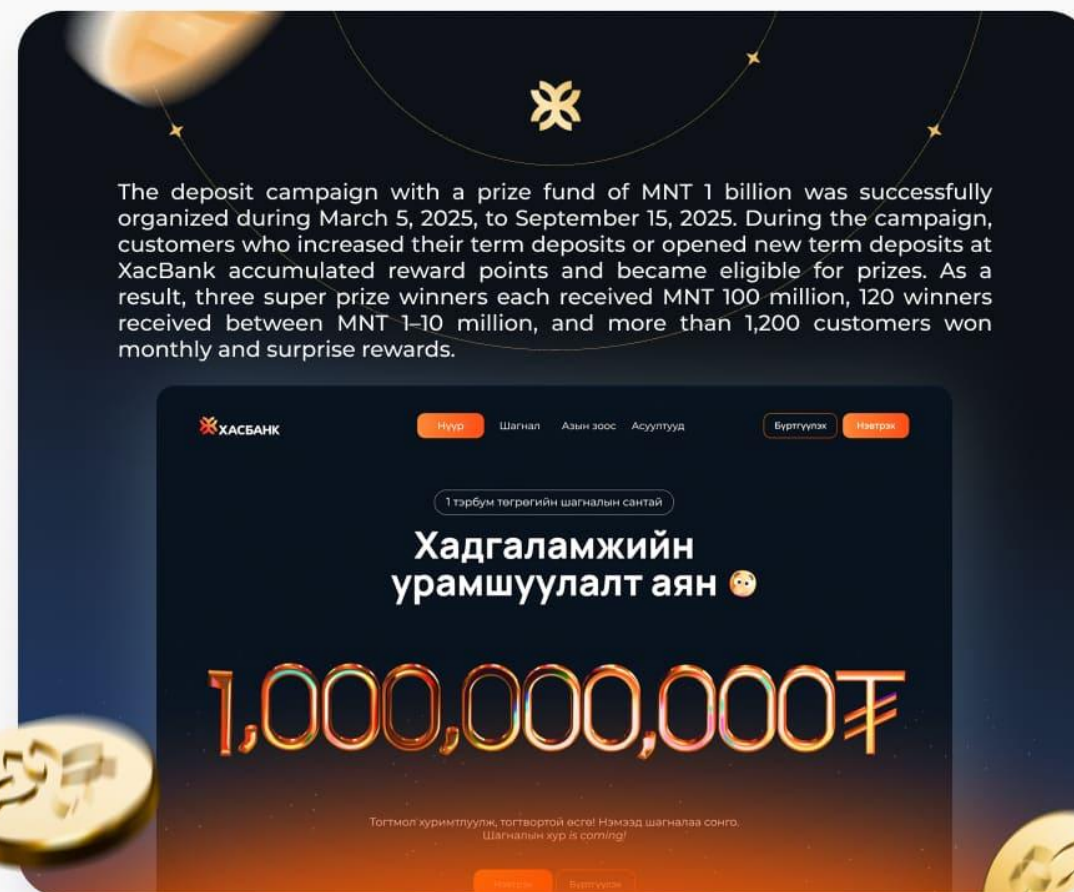 The deposit campaign with a prize fund of MNT 1 billion was successfully
organized during March 5, 2025, to September 15, 2025. During the campaign,
customers who increased their term deposits or opened new term deposits at
XacBank accumulated reward points and became eligible for prizes. As a
result, three super prize winners each received MNT 100 million, 120 winners
received between MNT 1–10 million, and more than 1,200 customers won
monthly and surprise rewards.
ХАСБАНК Нүүр Шагнал Азын зоос Асуултууд Бүртгүүлэх Нэвтрэх
1 тэрбум төгрөгийн шагналын сантай
Хадгаламжийн
урамшуулалт аян
1,000,000,000₮
Тогтмол хуримтлуулж, тогтвортой өсгө! Нэмээд шагналаа сонго.
Шагналын хур is coming!
Нэвтрэх Бүртгүүлэх